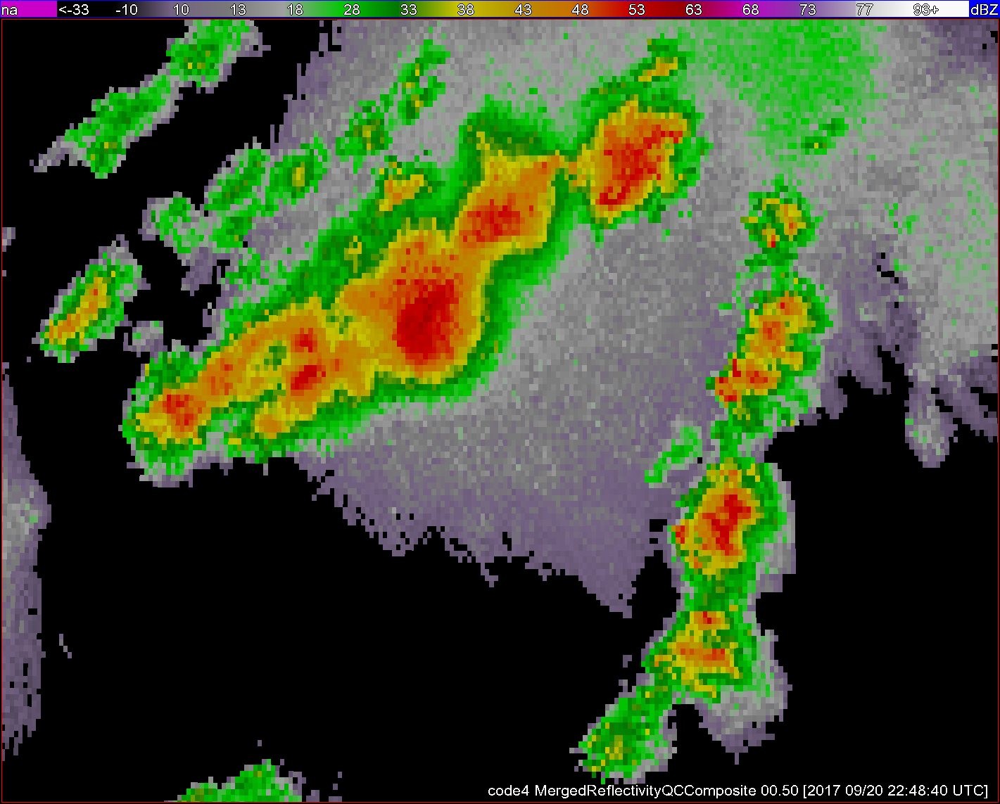 na <-33 -10 10 13 18 28 33 38 43 48 53 63 68 73 77 93+ dBZ
code4 MergedReflectivityQCComposite 00.50 [2017 09/20 22:48:40 UTC]